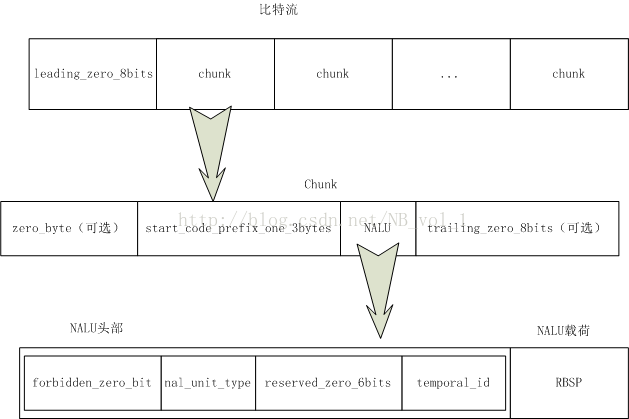 比特流
leading_zero_8bits chunk chunk ... chunk
Chunk
http://blog.csdn.net/NB_vol_1
zero_byte（可选） start_code_prefix_one_3bytes NALU trailing_zero_8bits（可选）
NALU头部 NALU载荷
forbidden_zero_bit nal_unit_type reserved_zero_6bits temporal_id RBSP